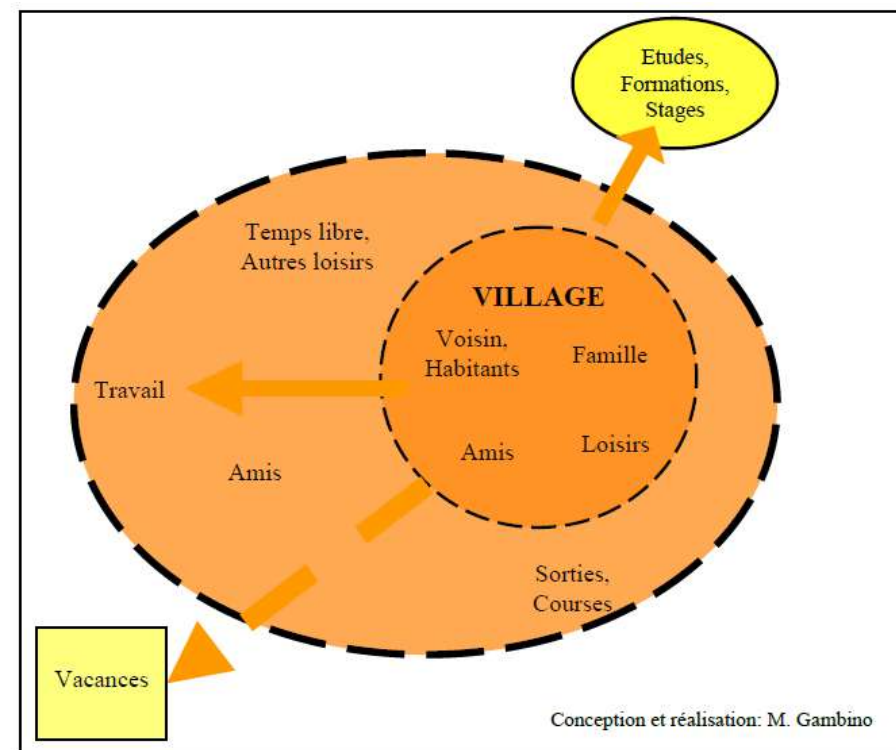 Etudes,
Formations,
Stages
Temps libre,
Autres loisirs
VILLAGE
Voisin,
Habitants
Famille
Travail
Amis
Loisirs
Amis
Sorties,
Courses
Vacances
Conception et réalisation: M. Gambino